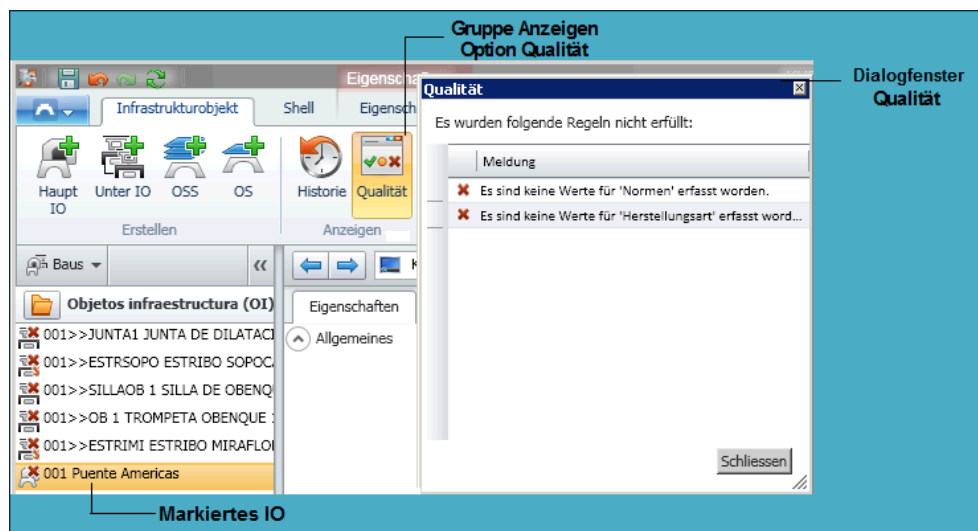 Gruppe Anzeigen
Option Qualität
Dialogfenster
Qualität
Eigenscha
Qualität
Infrastrukturobjekt
Shell
Eigensch
Es wurden folgende Regeln nicht erfüllt:
Meldung
Es sind keine Werte für 'Normen' erfasst worden.
Es sind keine Werte für 'Herstellungsart' erfasst word...
Haupt
IO
Unter IO
OSS
OS
Historie
Qualität
Erstellen
Anzeigen
Baus
K
Objetos infraestructura (OI)
Eigenschaften
Allgemeines
001>>JUNTA1 JUNTA DE DILATACI
001>>ESTRSOPO ESTRIBO SOPOC
001>>SILLAOB 1 SILLA DE OBENQ
001>>OB 1 TROMPETA OBENQUE
001>>ESTRIMI ESTRIBO MIRAFLO
001 Puente Americas
Schliessen
Markiertes IO